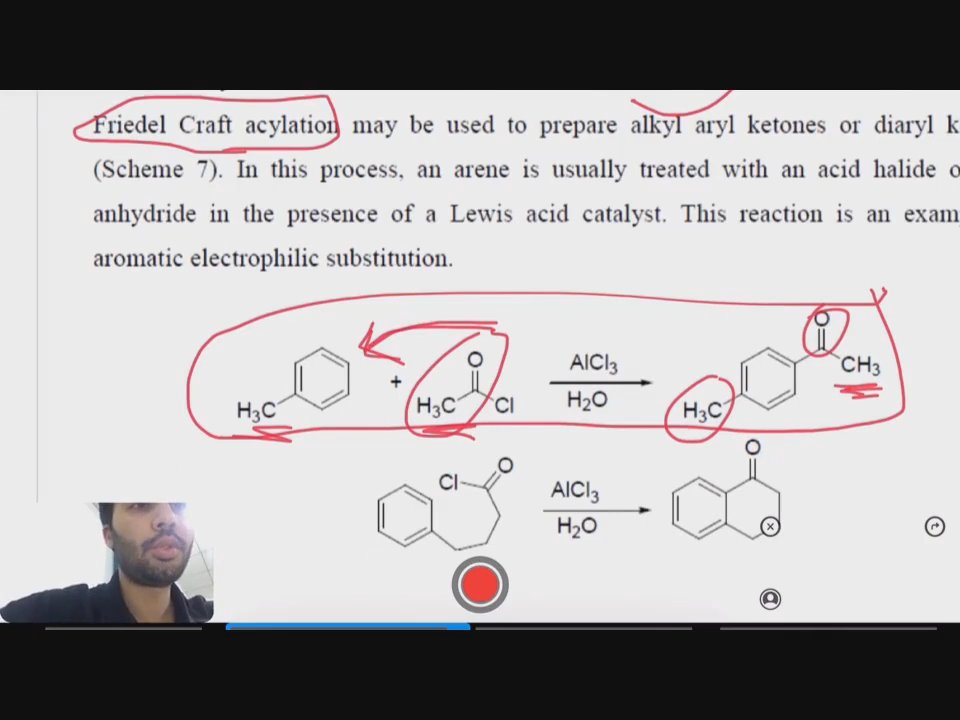 Friedel Craft acylation may be used to prepare alkyl aryl ketones or diaryl k
(Scheme 7). In this process, an arene is usually treated with an acid halide o
anhydride in the presence of a Lewis acid catalyst. This reaction is an exam
aromatic electrophilic substitution.
H3C + H3C O Cl AlCl3 H2O H3C O CH3
Cl O AlCl3 H2O O